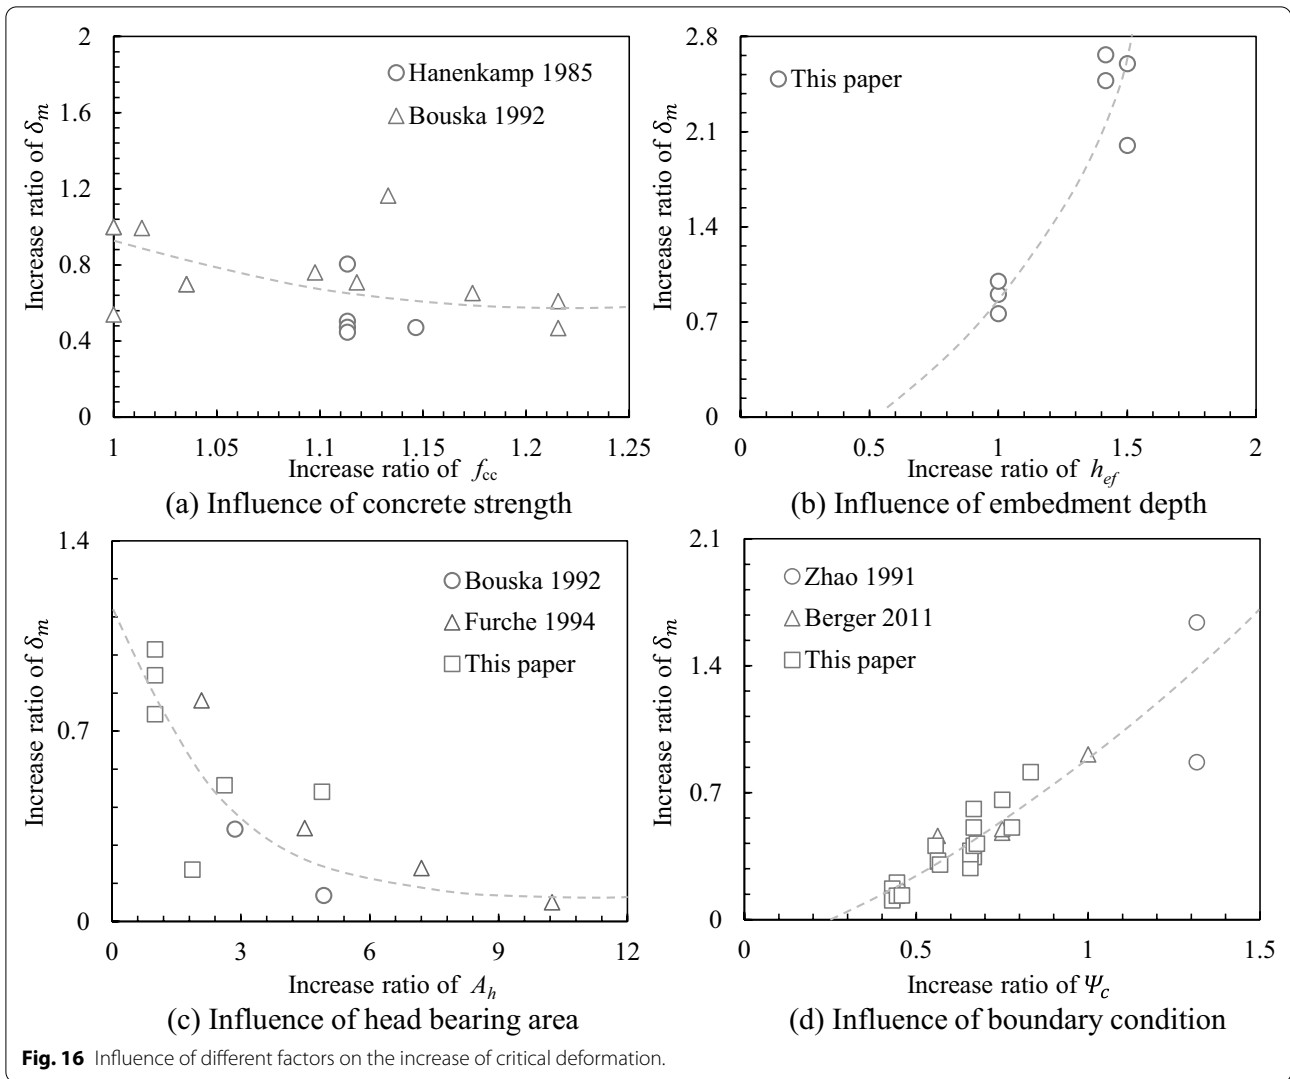 2
1.6
1.2
0.8
0.4
0
Increase ratio of δm
Hanenkamp 1985
Bouska 1992
1 1.05 1.1 1.15 1.2 1.25
Increase ratio of fcc
(a) Influence of concrete strength
2.8
2.1
1.4
0.7
0
Increase ratio of δm
This paper
0 0.5 1 1.5 2
Increase ratio of hef
(b) Influence of embedment depth
1.4
0.7
0
Increase ratio of δm
Bouska 1992
Furche 1994
This paper
0 3 6 9 12
Increase ratio of Ah
(c) Influence of head bearing area
2.1
1.4
0.7
0
Increase ratio of δm
Zhao 1991
Berger 2011
This paper
0 0.5 1 1.5
Increase ratio of Ψc
(d) Influence of boundary condition
Fig. 16 Influence of different factors on the increase of critical deformation.